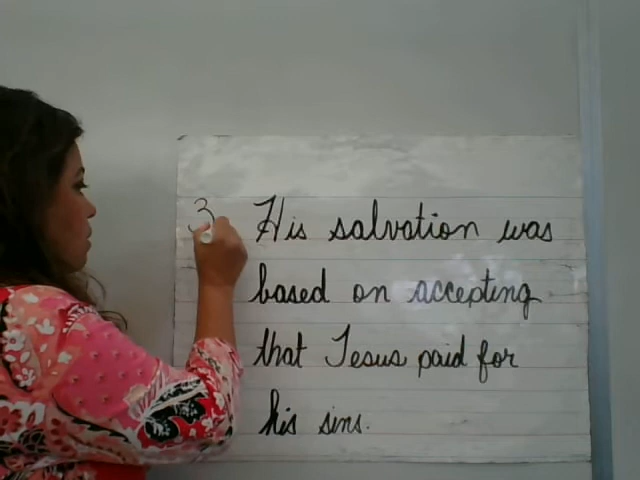 3 His salvation was
based on accepting
that Jesus paid for
his sins.